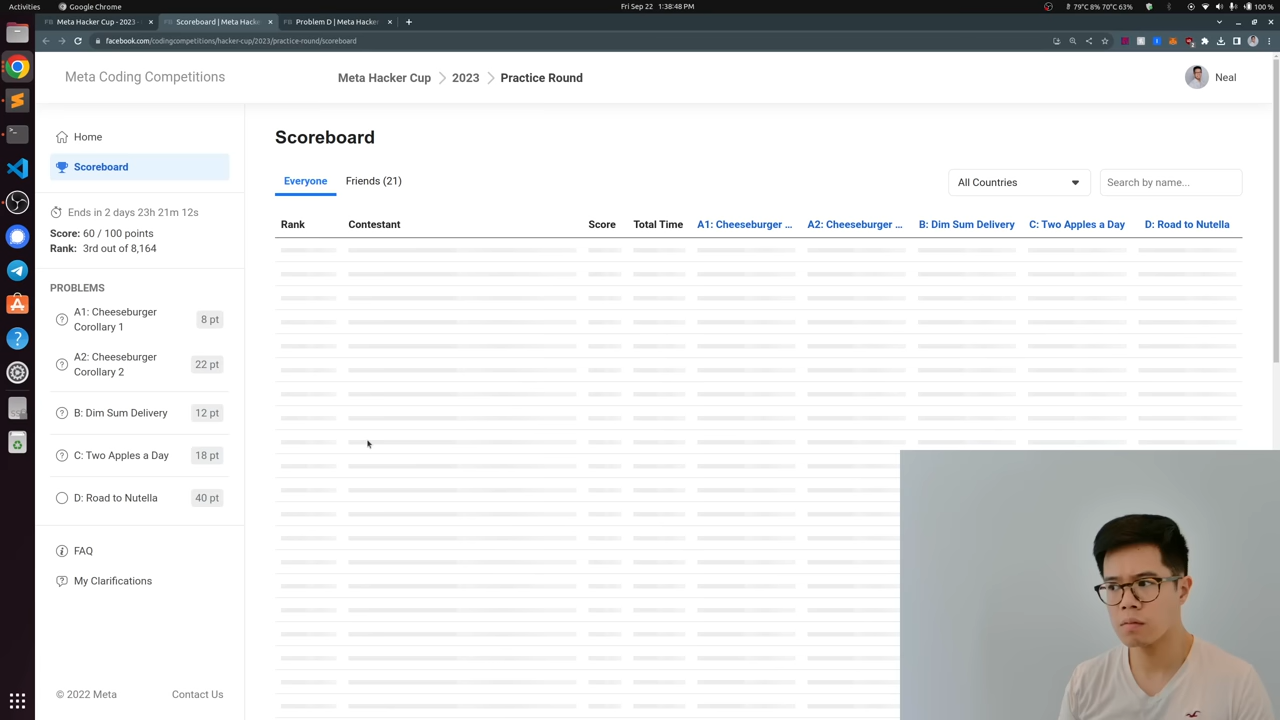 Activities
Google Chrome
Fri Sep 22 1:38:48 PM
79°C 8% 70°C 63%
100 %
Meta Hacker Cup - 2023 -
Scoreboard | Meta Hacke
Problem D | Meta Hacker
facebook.com/codingcompetitions/hacker-cup/2023/practice-round/scoreboard
Meta Coding Competitions
Meta Hacker Cup
2023
Practice Round
Neal
Home
Scoreboard
Ends in 2 days 23h 21m 12s
Score: 60 / 100 points
Rank: 3rd out of 8,164
PROBLEMS
A1: Cheeseburger
Corollary 1
8 pt
A2: Cheeseburger
Corollary 2
22 pt
B: Dim Sum Delivery
12 pt
C: Two Apples a Day
18 pt
D: Road to Nutella
40 pt
FAQ
My Clarifications
© 2022 Meta
Contact Us
Scoreboard
Everyone
Friends (21)
All Countries
Search by name...
Rank
Contestant
Score
Total Time
A1: Cheeseburger ...
A2: Cheeseburger ...
B: Dim Sum Delivery
C: Two Apples a Day
D: Road to Nutella